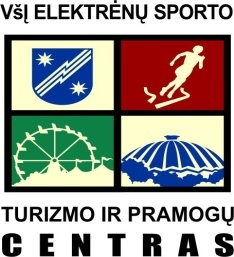 VšĮ ELEKTRĖNŲ SPORTO
TURIZMO IR PRAMOGŲ
CENTRAS